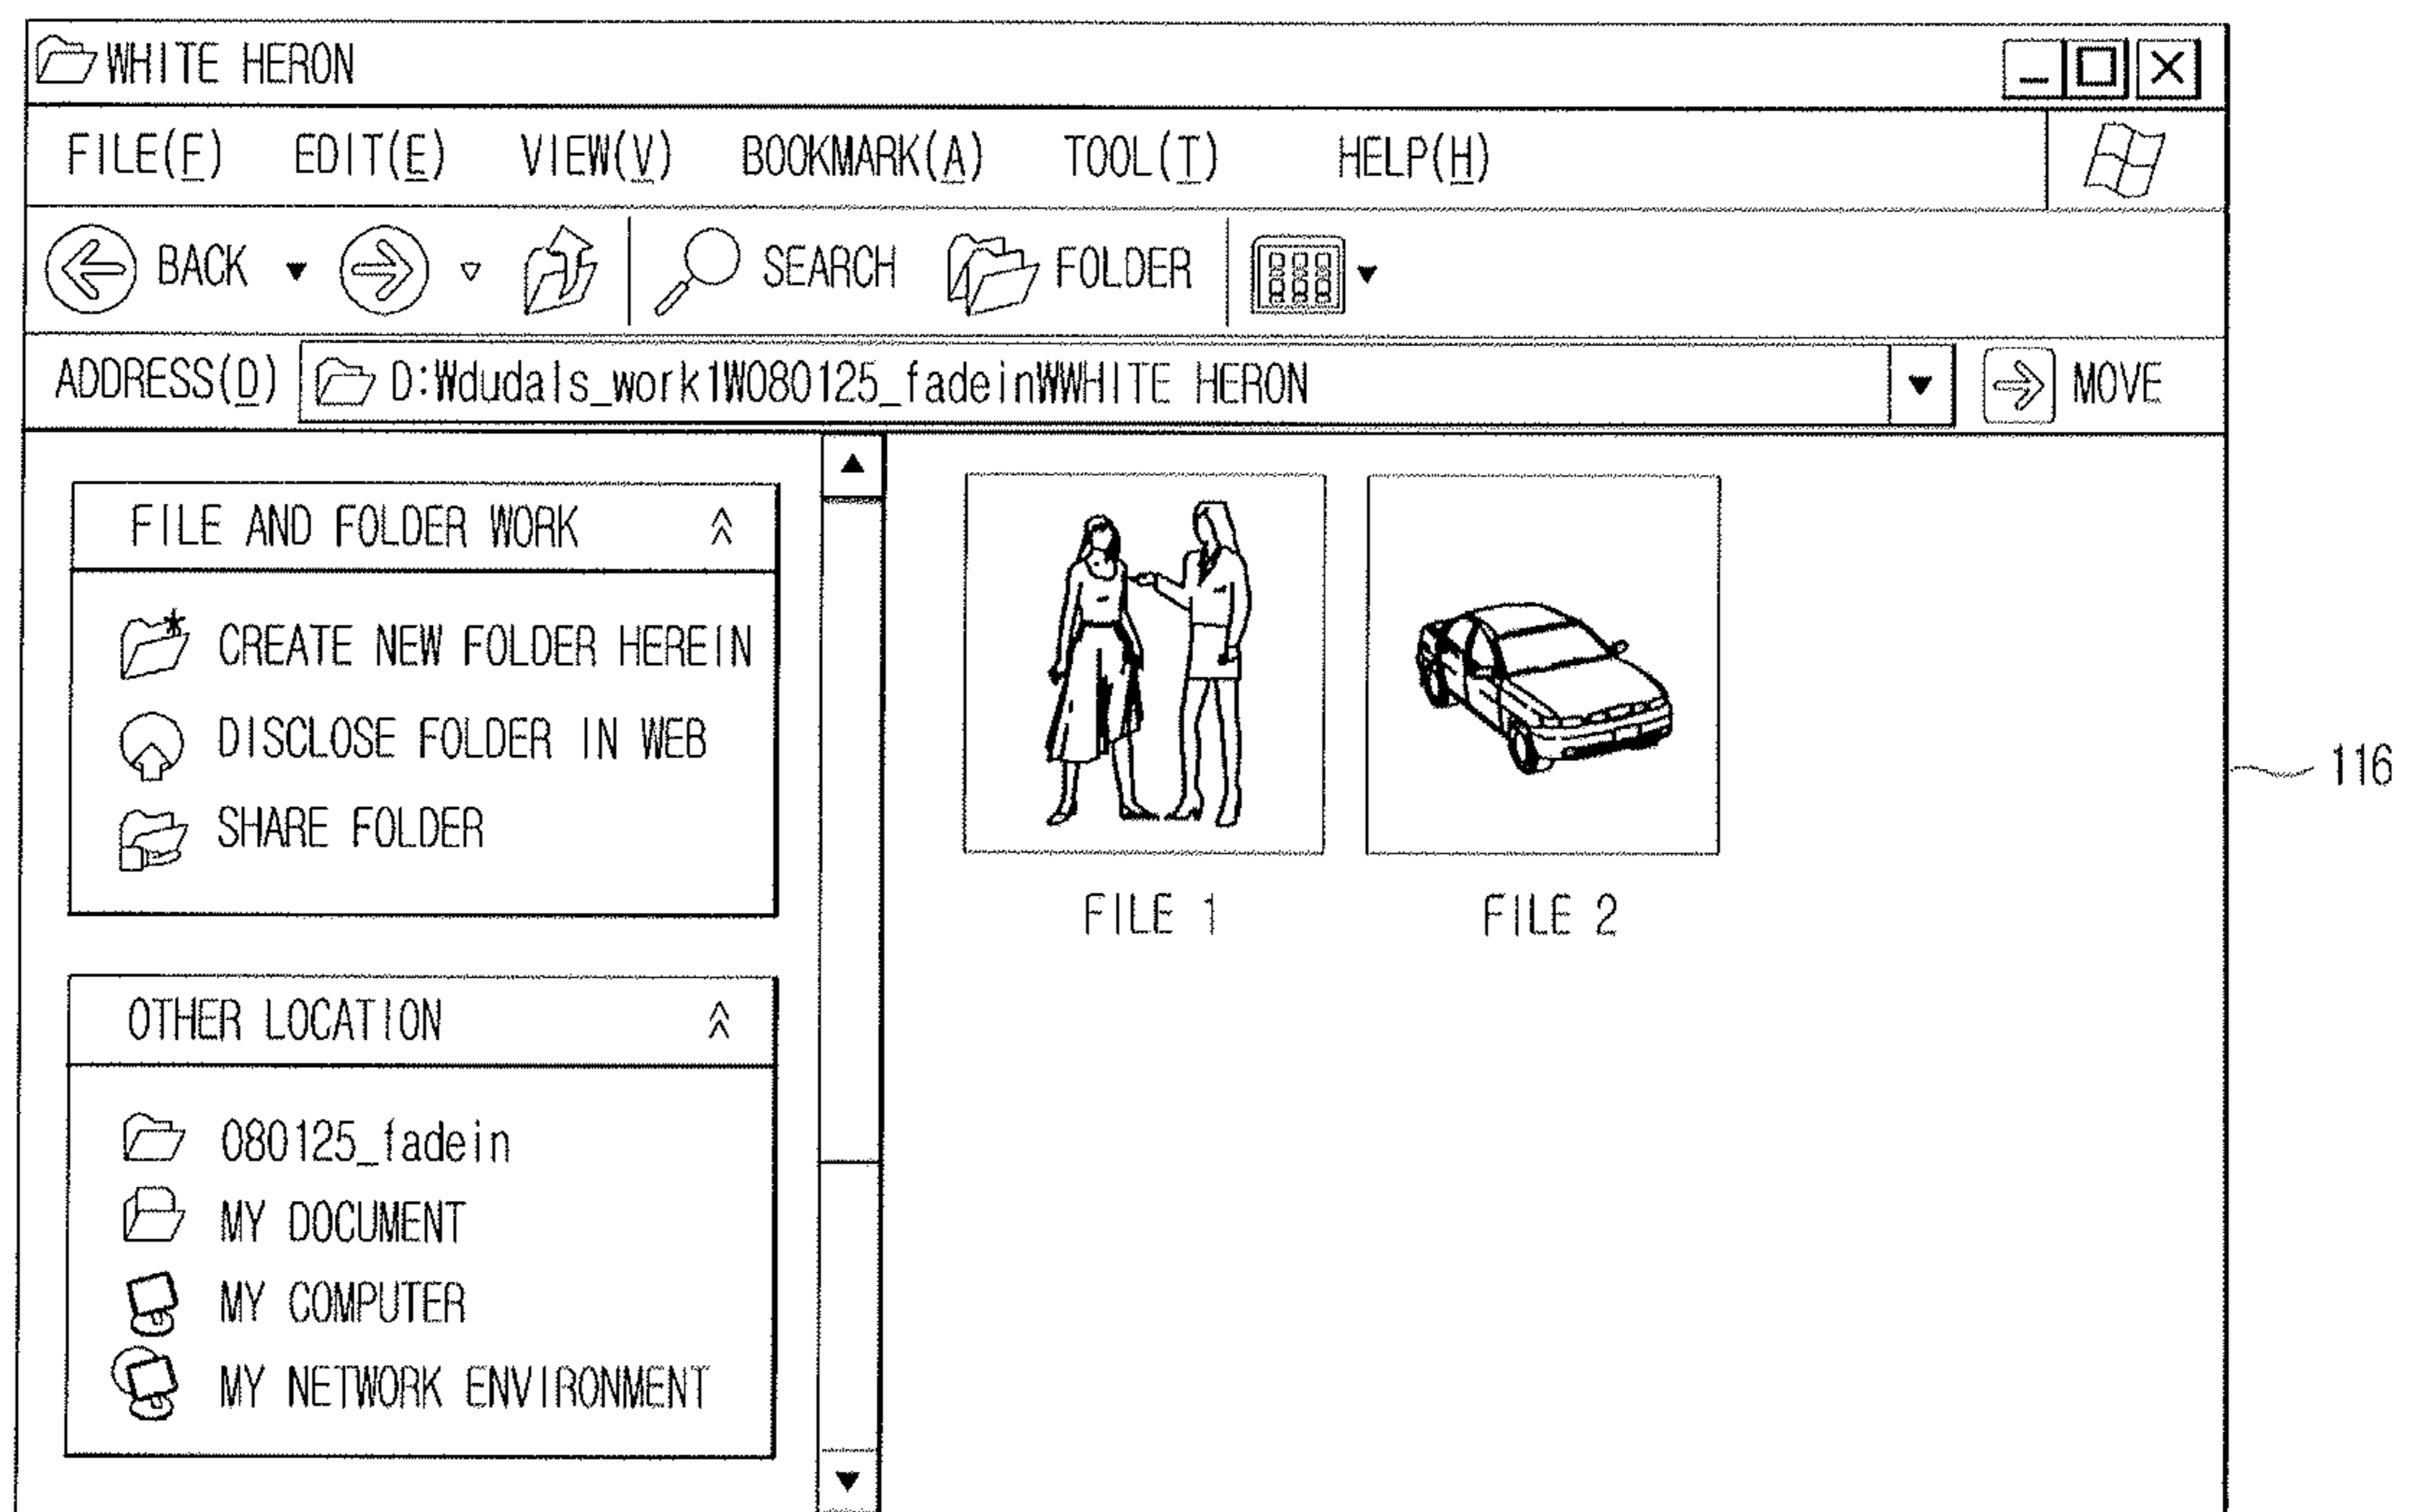 WHITE HERON
FILE(F) EDIT(E) VIEW(V) BOOKMARK(A) TOOL(T) HELP(H)
BACK SEARCH FOLDER
ADDRESS(D) D:Wdudals_work1W080125_fadeinWWHITE HERON MOVE
FILE AND FOLDER WORK
CREATE NEW FOLDER HEREIN
DISCLOSE FOLDER IN WEB
SHARE FOLDER
116
FILE 1 FILE 2
OTHER LOCATION
080125_fadein
MY DOCUMENT
MY COMPUTER
MY NETWORK ENVIRONMENT